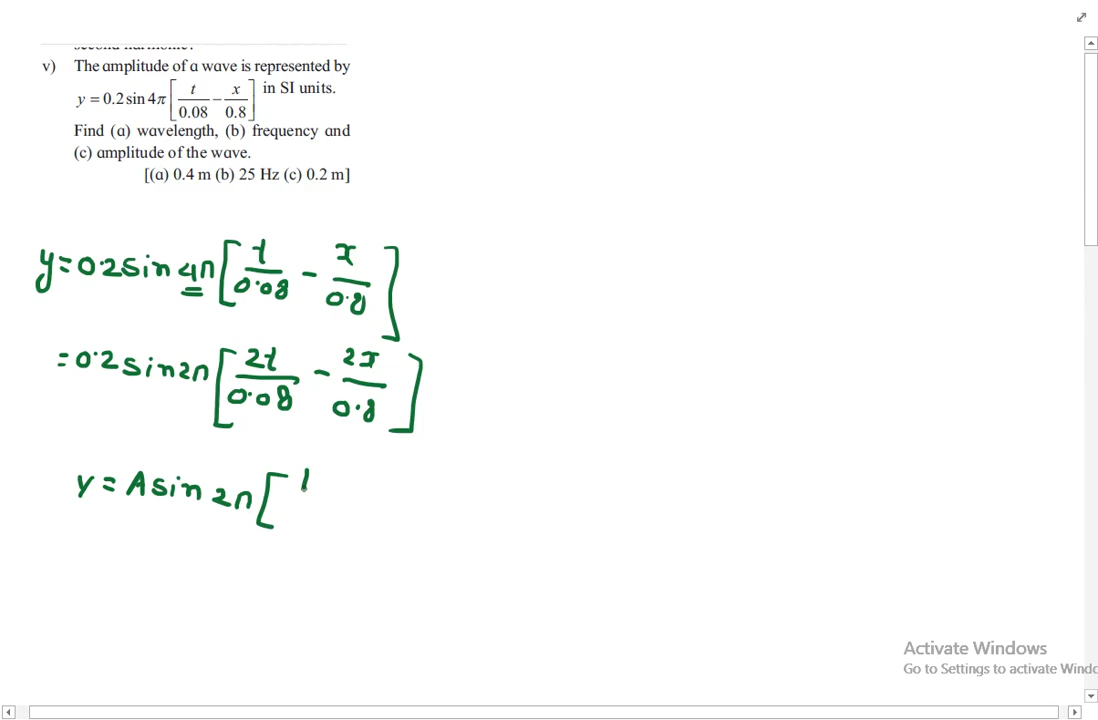 v) The amplitude of a wave is represented by
y = 0.2 sin 4π [ t/0.08 − x/0.8 ] in SI units.
Find (a) wavelength, (b) frequency and
(c) amplitude of the wave.
[(a) 0.4 m (b) 25 Hz (c) 0.2 m]
y = 0.2 sin 4π [ t/0.08 − x/0.8 ]
= 0.2 sin 2π [ 2t/0.08 − 2x/0.8 ]
y = A sin 2π [
Activate Windows
Go to Settings to activate Windo